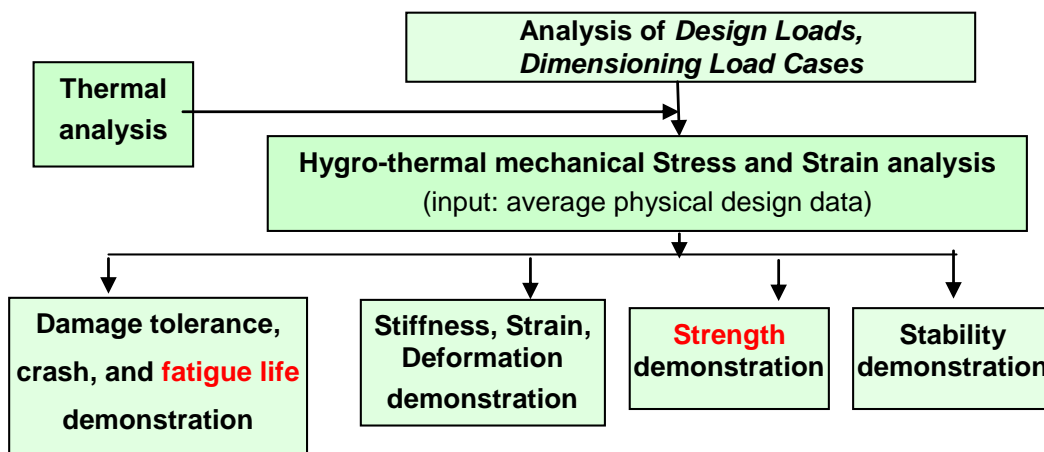 Analysis of Design Loads,
Dimensioning Load Cases
Thermal
analysis
Hygro-thermal mechanical Stress and Strain analysis
(input: average physical design data)
Damage tolerance,
crash, and fatigue life
demonstration
Stiffness, Strain,
Deformation
demonstration
Strength
demonstration
Stability
demonstration